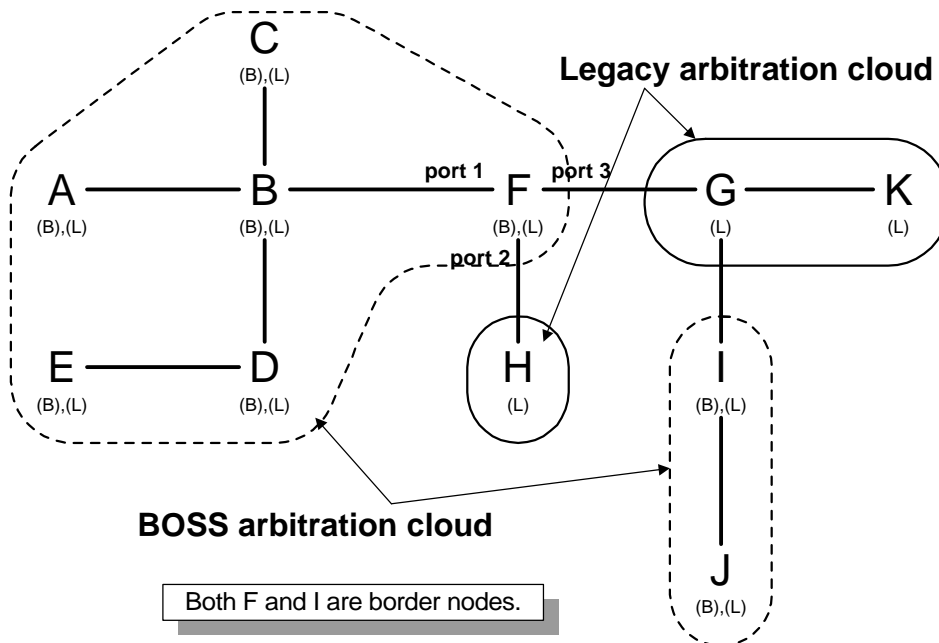 C
(B),(L)
Legacy arbitration cloud
A
(B),(L)
B
(B),(L)
port 1
F
(B),(L)
port 3
G
(L)
K
(L)
port 2
E
(B),(L)
D
(B),(L)
H
(L)
I
(B),(L)
BOSS arbitration cloud
J
(B),(L)
Both F and I are border nodes.